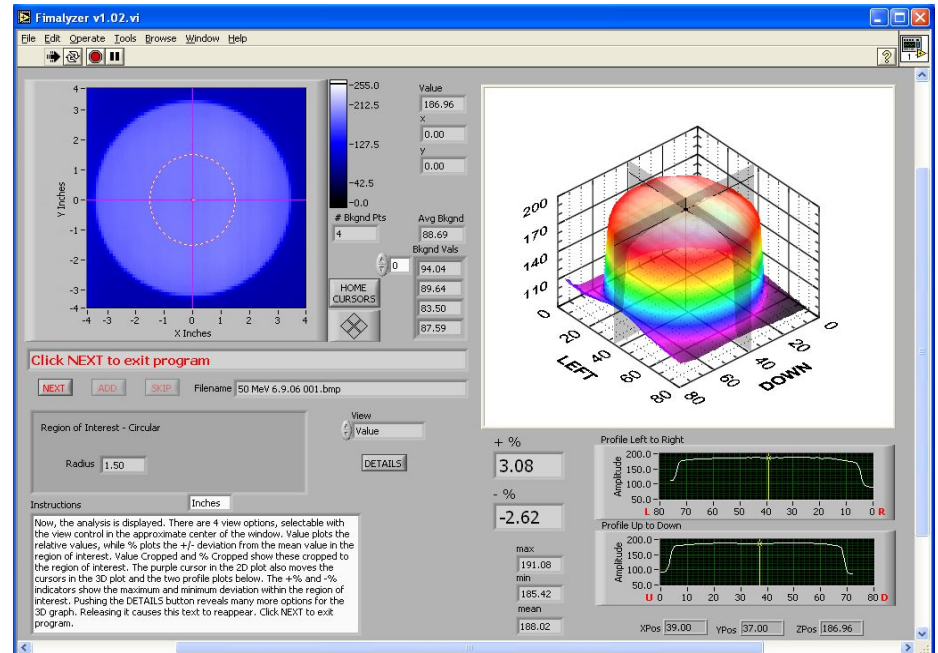 Fimalyzer v1.02.vi
File Edit Operate Tools Browse Window Help
?
1
4
3
2
1
0
-1
-2
-3
-4
-4 -3 -2 -1 0 1 2 3 4
Y Inches
X Inches
-255.0
-212.5
-127.5
-42.5
-0.0
Value
186.96
x
0.00
y
0.00
# Bkgnd Pts
4
Avg Bkgnd
88.69
Bkgnd Vals
0
94.04
89.64
83.50
87.59
HOME
CURSORS
200
170
140
110
0 20 40 60 80
LEFT
80 60 40 20 0
DOWN
Click NEXT to exit program
NEXT ADD SKIP Filename 50 MeV 6.9.06 001.bmp
Region of Interest - Circular
Radius 1.50
View
Value
DETAILS
Instructions Inches
Now, the analysis is displayed. There are 4 view options, selectable with
the view control in the approximate center of the window. Value plots the
relative values, while % plots the +/- deviation from the mean value in the
region of interest. Value Cropped and % Cropped show these cropped to
the region of interest. The purple cursor in the 2D plot also moves the
cursors in the 3D plot and the two profile plots below. The +% and -%
indicators show the maximum and minimum deviation within the region of
interest. Pushing the DETAILS button reveals many more options for the
3D graph. Releasing it causes this text to reappear. Click NEXT to exit
program.
+ %
3.08
- %
-2.62
max
191.08
min
185.42
mean
188.02
Profile Left to Right
Amplitude
200.0
150.0
100.0
50.0
L 80 70 60 50 40 30 20 10 0 R
Profile Up to Down
Amplitude
200.0
150.0
100.0
50.0
U 0 10 20 30 40 50 60 70 80 D
XPos 39.00 YPos 37.00 ZPos 186.96